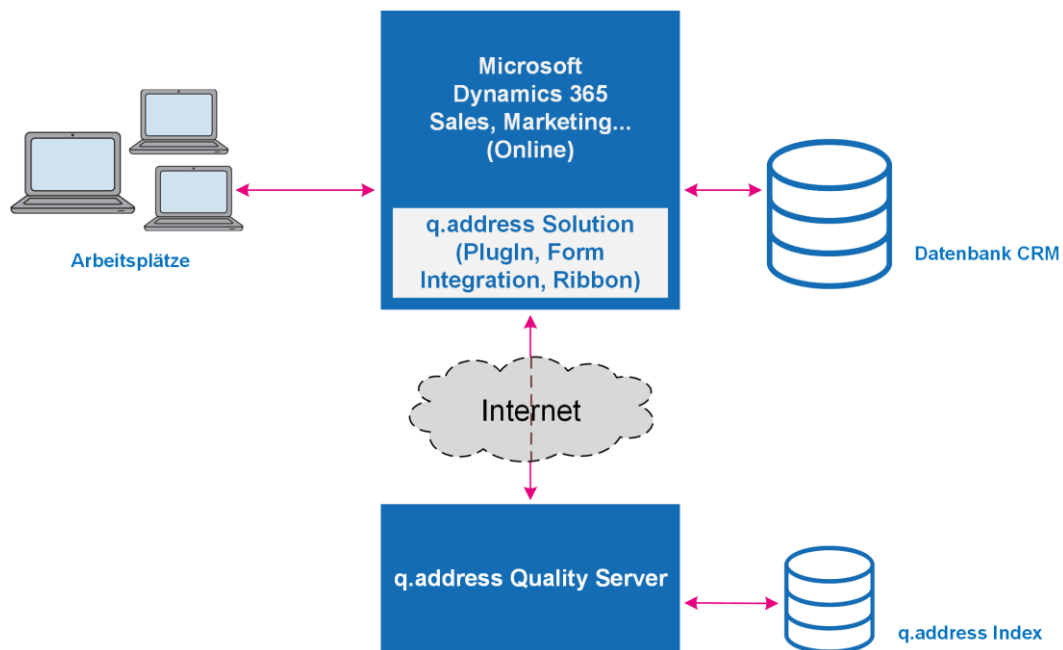 Microsoft
Dynamics 365
Sales, Marketing...
(Online)
q.address Solution
(PlugIn, Form
Integration, Ribbon)
Arbeitsplätze
Datenbank CRM
Internet
q.address Quality Server
q.address Index